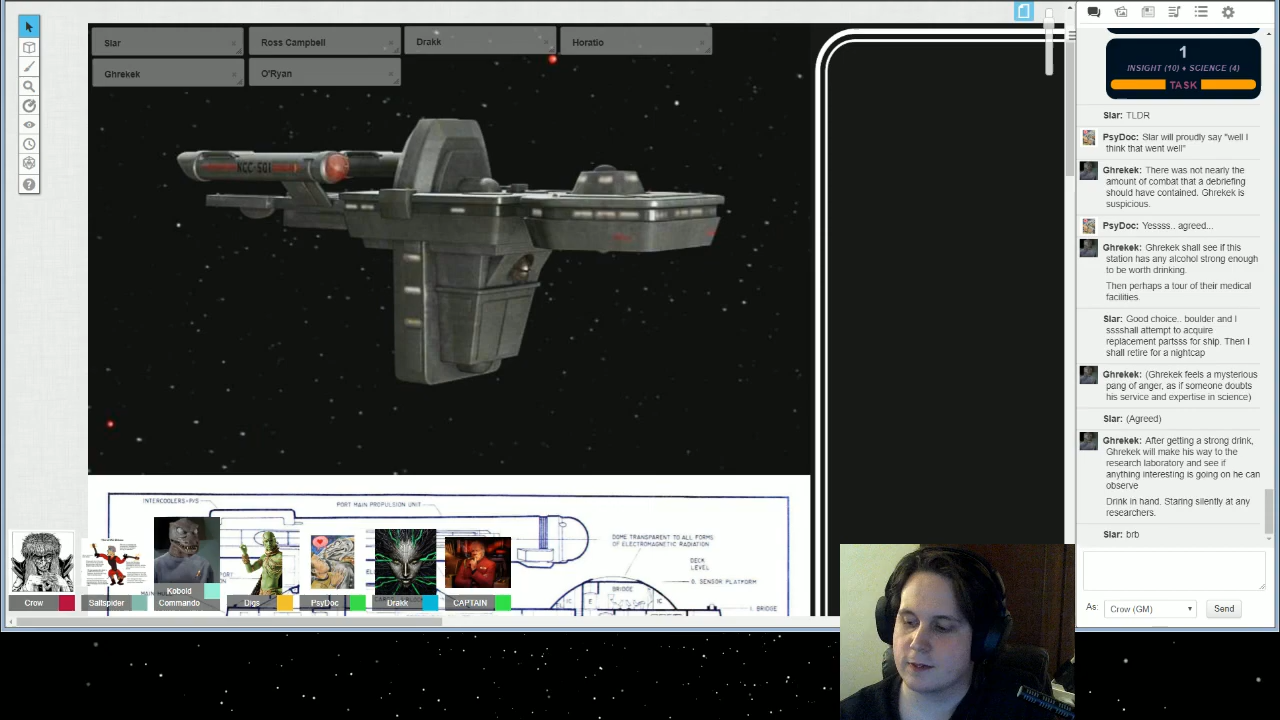 Slar
Ross Campbell
Drakk
Horatio
Ghrekek
O'Ryan
INTERCOOLERS-P/S
PORT MAIN PROPULSION UNIT
DOME TRANSPARENT TO ALL FORMS
OF ELECTROMAGNETIC RADIATION
DECK
LEVEL
0. SENSOR PLATFORM
BRIDGE
1. BRIDGE
Crow
Saltspider
Kobold
Commando
Digs
PsyDoc
Drakk
CAPTAIN
1
INSIGHT (10) + SCIENCE (4)
TASK
Slar: TLDR
PsyDoc: Slar will proudly say "well I
think that went well"
Ghrekek: There was not nearly the
amount of combat that a debriefing
should have contained. Ghrekek is
suspicious.
PsyDoc: Yessss.. agreed...
Ghrekek: Ghrekek shall see if this
station has any alcohol strong enough
to be worth drinking.
Then perhaps a tour of their medical
facilities.
Slar: Good choice.. boulder and I
sssshall attempt to acquire
replacement partsss for ship. Then I
shall retire for a nightcap
Ghrekek: (Ghrekek feels a mysterious
pang of anger, as if someone doubts
his service and expertise in science)
Slar: (Agreed)
Ghrekek: After getting a strong drink,
Ghrekek will make his way to the
research laboratory and see if
anything interesting is going on he can
observe
Drink in hand. Staring silently at any
researchers.
Slar: brb
As:
Crow (GM)
Send